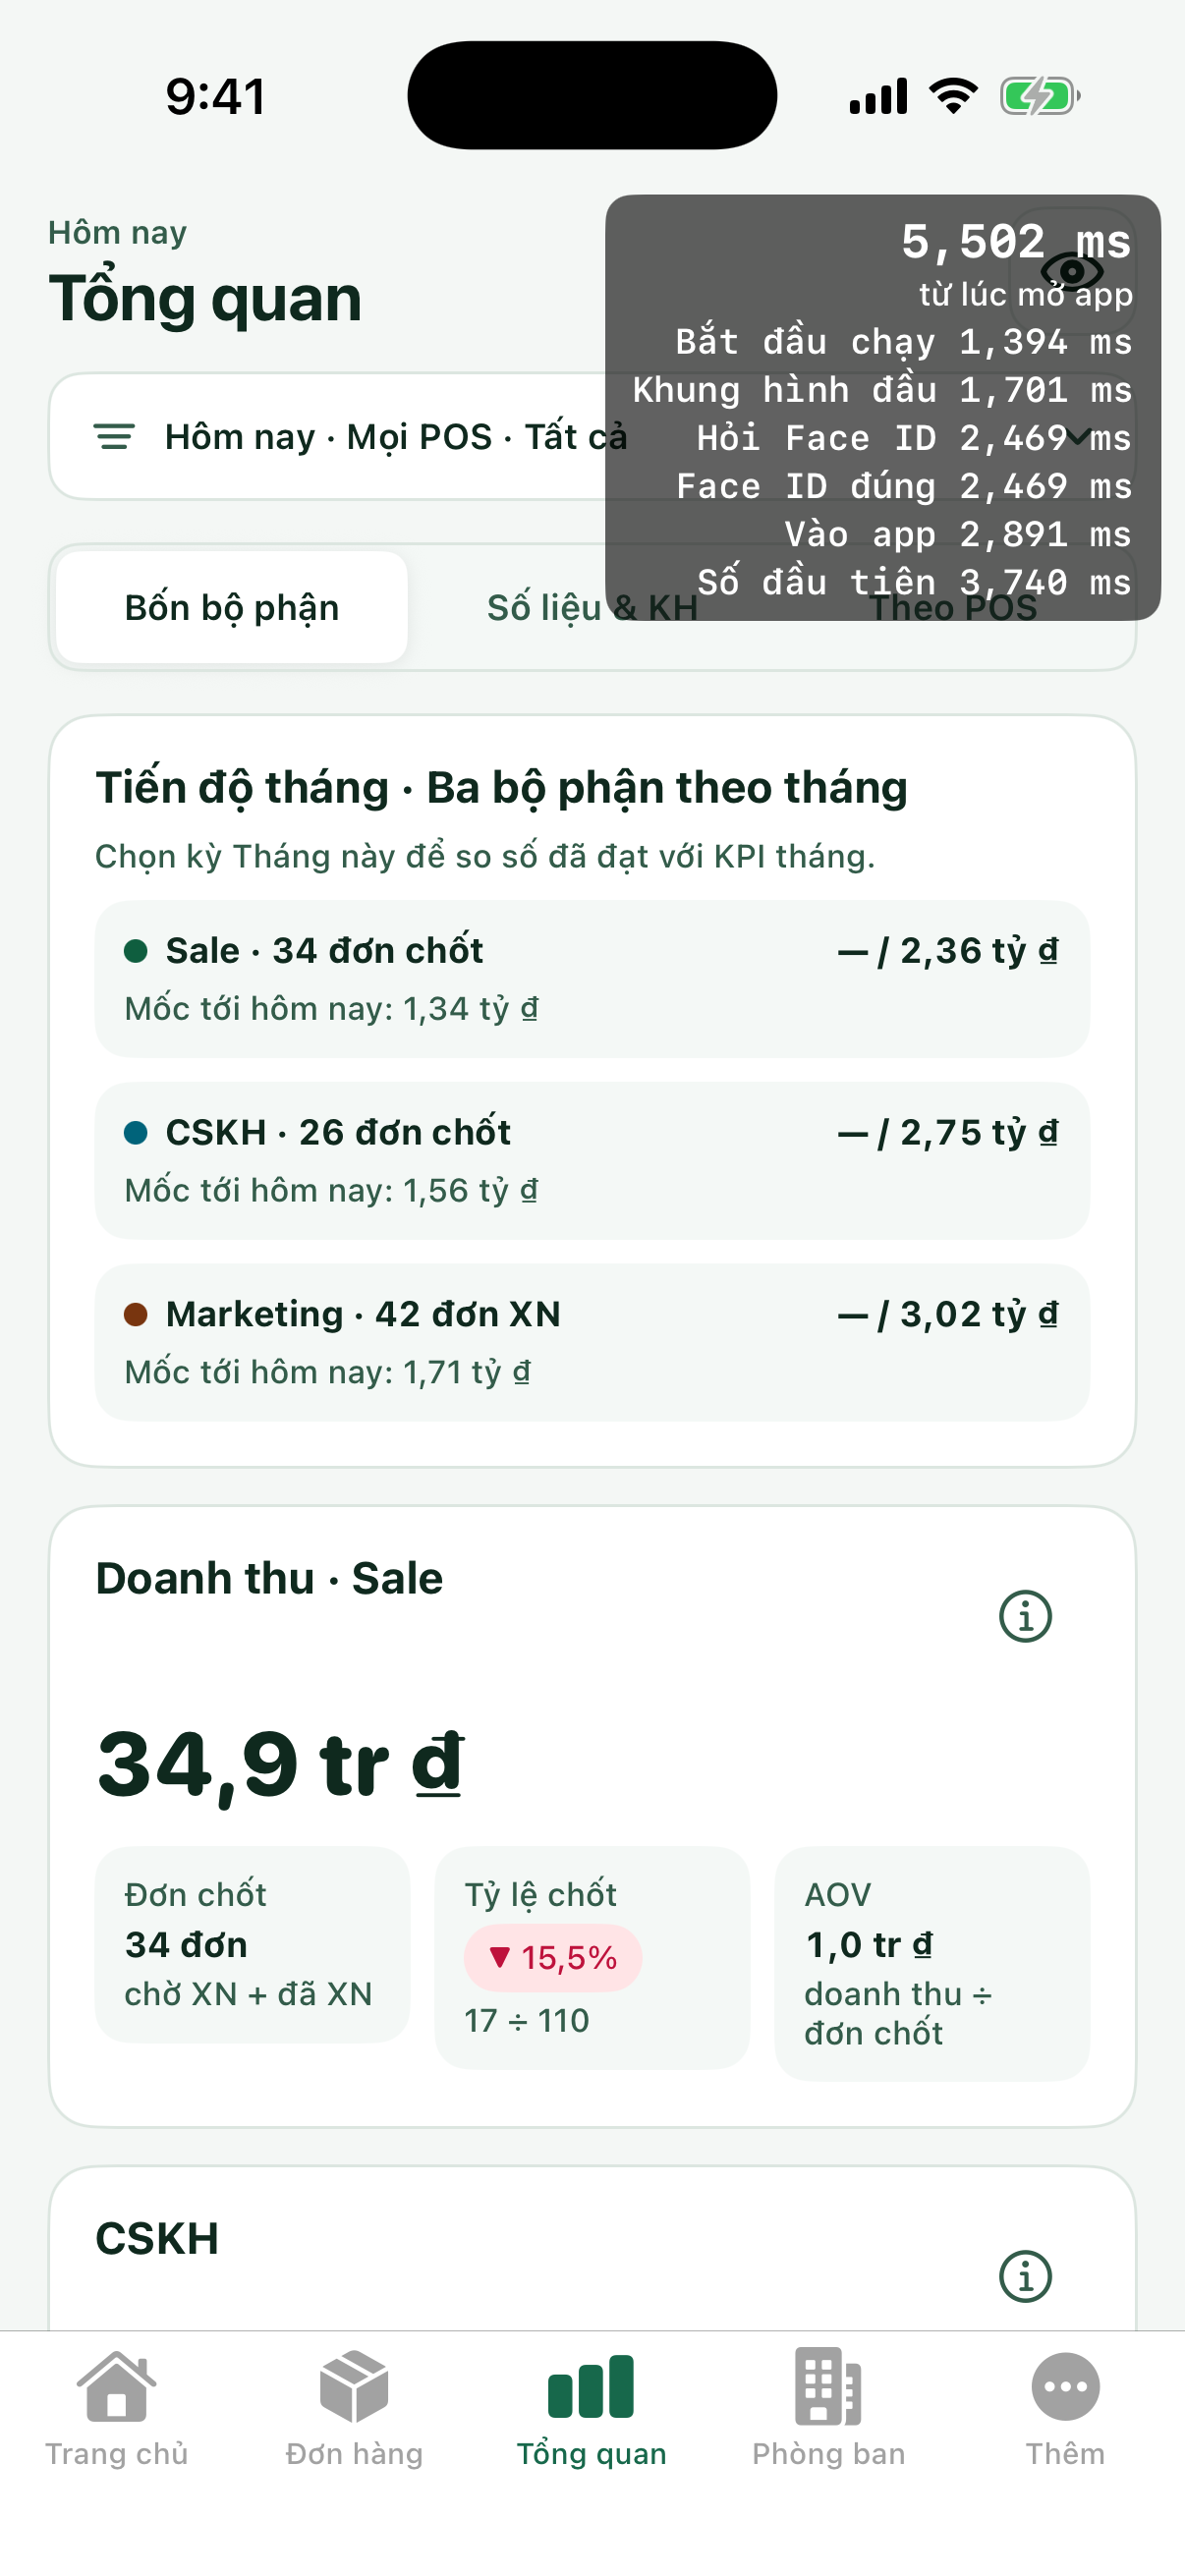 9:41
Hôm nay
Tổng quan
5,502 ms
từ lúc mở app
Bắt đầu chạy 1,394 ms
Khung hình đầu 1,701 ms
Hỏi Face ID 2,469 ms
Face ID đúng 2,469 ms
Vào app 2,891 ms
Số đầu tiên 3,740 ms
Hôm nay · Mọi POS · Tất cả
Bốn bộ phận
Số liệu & KH
Theo POS
Tiến độ tháng · Ba bộ phận theo tháng
Chọn kỳ Tháng này để so số đã đạt với KPI tháng.
Sale · 34 đơn chốt
— / 2,36 tỷ ₫
Mốc tới hôm nay: 1,34 tỷ ₫
CSKH · 26 đơn chốt
— / 2,75 tỷ ₫
Mốc tới hôm nay: 1,56 tỷ ₫
Marketing · 42 đơn XN
— / 3,02 tỷ ₫
Mốc tới hôm nay: 1,71 tỷ ₫
Doanh thu · Sale
34,9 tr ₫
Đơn chốt
34 đơn
chờ XN + đã XN
Tỷ lệ chốt
▼ 15,5%
17 ÷ 110
AOV
1,0 tr ₫
doanh thu ÷
đơn chốt
CSKH
Trang chủ
Đơn hàng
Tổng quan
Phòng ban
Thêm